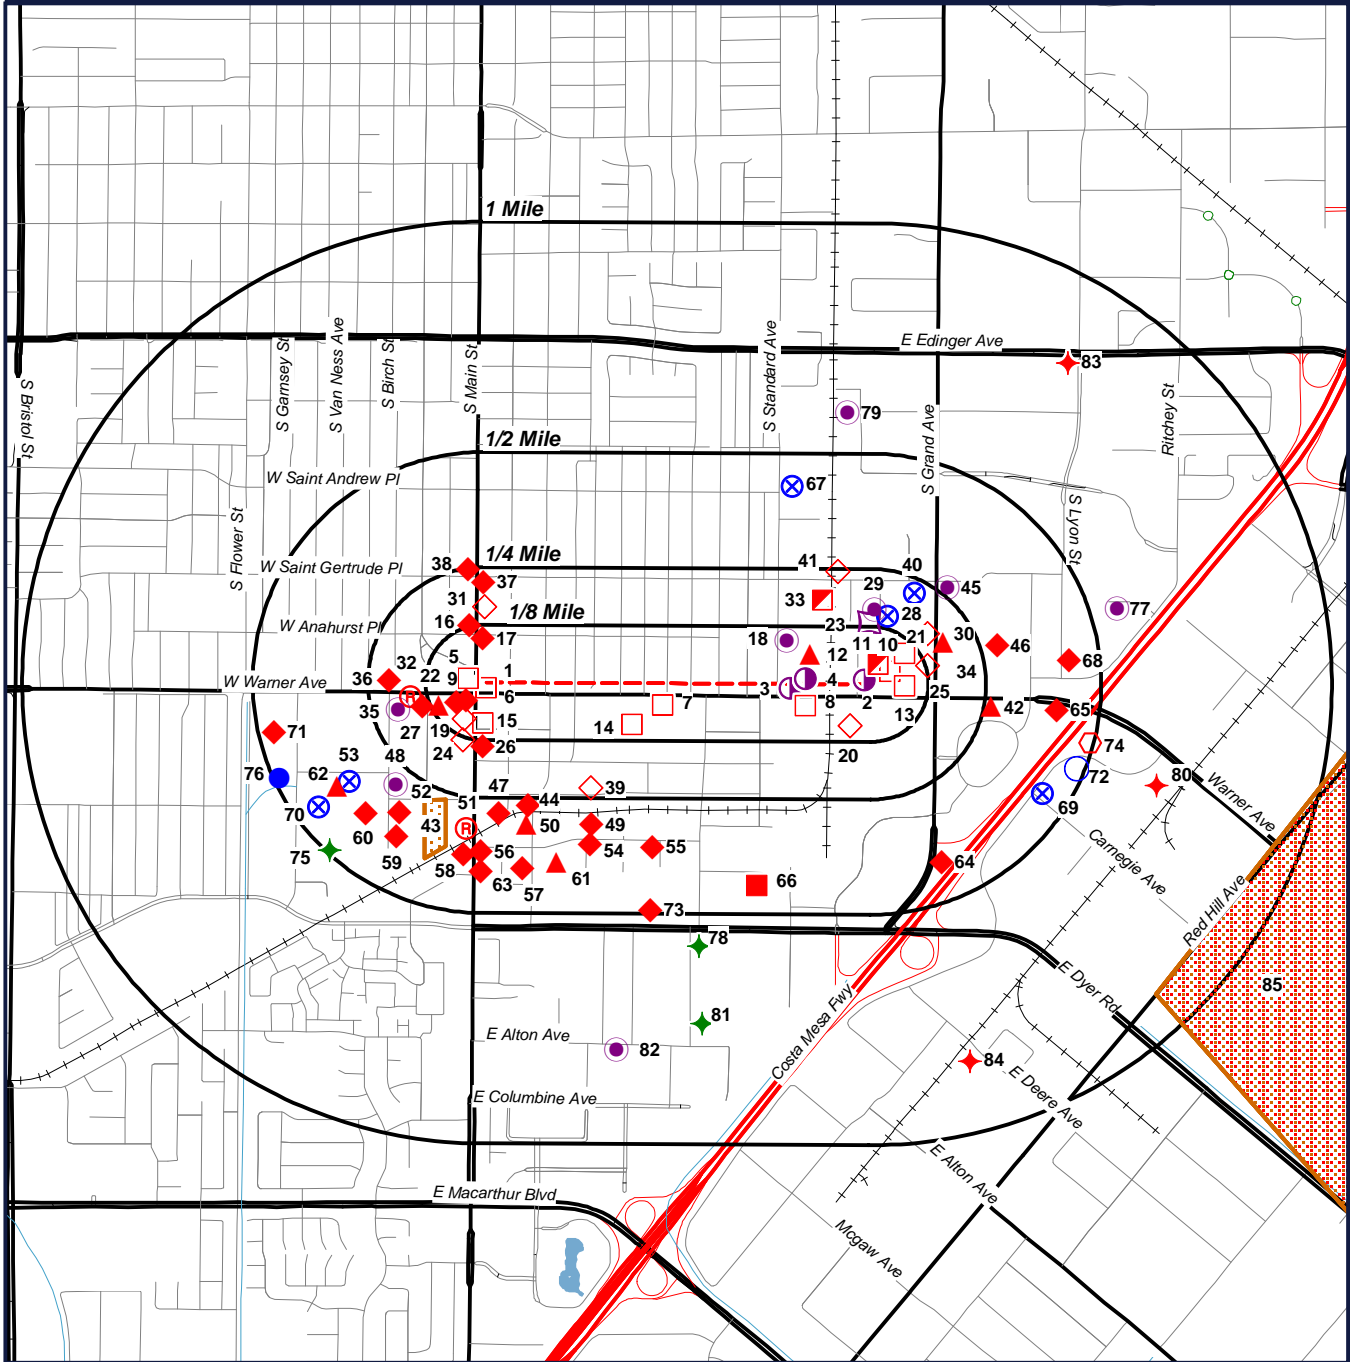 1 Mile
E Edinger Ave
83
S Bristol St
S Garnsey St
S Van Ness Ave
S Birch St
S Main St
S Standard Ave
79
S Grand Ave
Ritchey St
1/2 Mile
W Saint Andrew Pl
67
S Flower St
S Lyon St
1/4 Mile
W Saint Gertrude Pl
38
37
41
40
29
45
31
33
28
77
1/8 Mile
16
W Anahurst Pl
17
23
18
11
10
21
30
46
5
12
68
32
1
36
22
9
34
W Warner Ave
6
3
4
2
25
35
7
8
13
42
65
27
19
15
14
71
24
26
20
74
53
48
76
62
72
80
52
47
39
69
Warner Ave
70
51
44
43
50
49
60
Carnegie Ave
75
59
56
54
55
64
58
61
63
57
66
Red Hill Ave
73
78
E Dyer Rd
85
81
Costa Mesa Fwy
E Alton Ave
82
84
E Deere Ave
E Columbine Ave
E Alton Ave
E Macarthur Blvd
Mcgaw Ave
R
R